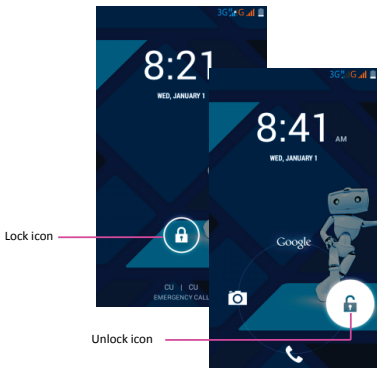 3G G
8:21
WED, JANUARY 1
Lock icon
CU | CU
EMERGENCY CALL
3G G
8:41 AM
WED, JANUARY 1
Google
Unlock icon